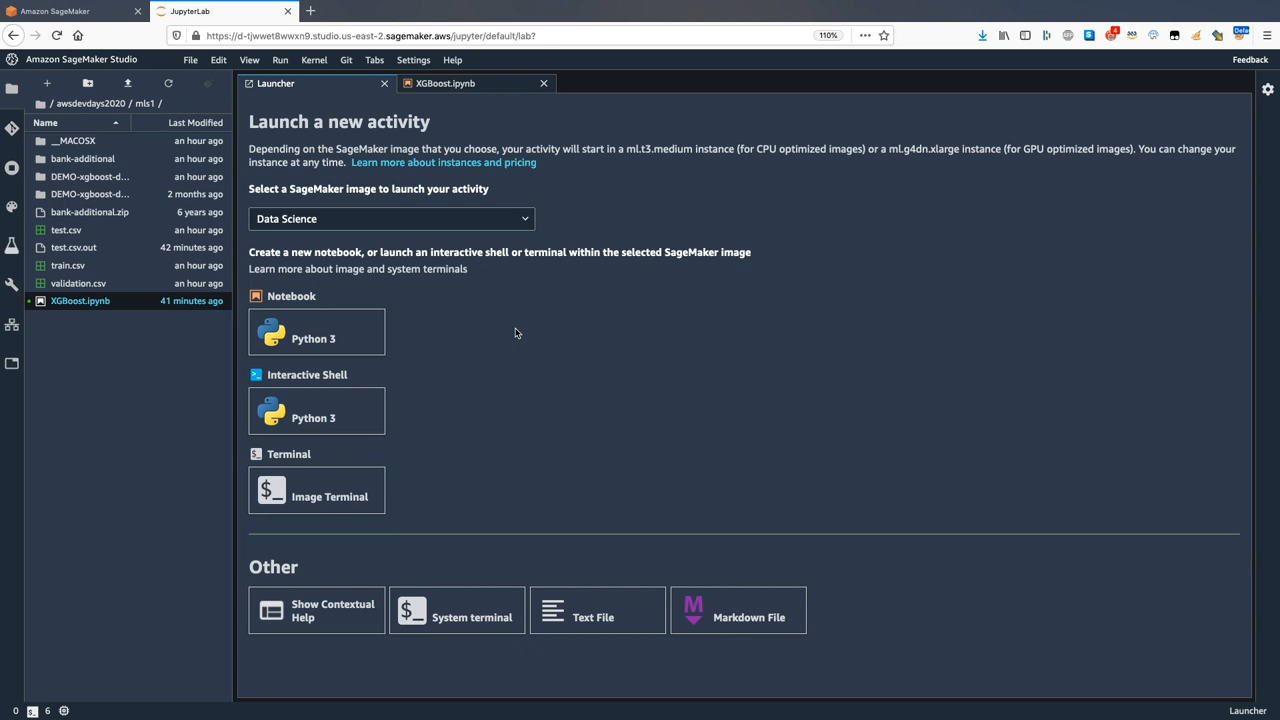 Amazon SageMaker
JupyterLab
https://d-tjwwet8wwxn9.studio.us-east-2.sagemaker.aws/jupyter/default/lab?
110%
4
Defa
Amazon SageMaker Studio
File Edit View Run Kernel Git Tabs Settings Help
Feedback
/ awsdevdays2020 / mls1 /
Name Last Modified
__MACOSX an hour ago
bank-additional an hour ago
DEMO-xgboost-d... an hour ago
DEMO-xgboost-d... 2 months ago
bank-additional.zip 6 years ago
test.csv an hour ago
test.csv.out 42 minutes ago
train.csv an hour ago
validation.csv an hour ago
XGBoost.ipynb 41 minutes ago
Launcher
XGBoost.ipynb
Launch a new activity
Depending on the SageMaker image that you choose, your activity will start in a ml.t3.medium instance (for CPU optimized images) or a ml.g4dn.xlarge instance (for GPU optimized images). You can change your
instance at any time. Learn more about instances and pricing
Select a SageMaker image to launch your activity
Data Science
Create a new notebook, or launch an interactive shell or terminal within the selected SageMaker image
Learn more about image and system terminals
Notebook
Python 3
Interactive Shell
Python 3
Terminal
$_ Image Terminal
Other
Show Contextual
Help
$_ System terminal
Text File
M Markdown File
0 $_ 6
Launcher